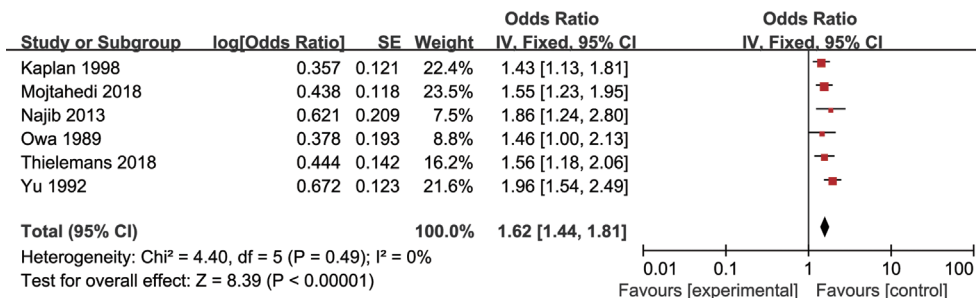 Odds Ratio Odds Ratio
Study or Subgroup log[Odds Ratio] SE Weight IV, Fixed, 95% CI IV, Fixed, 95% CI
Kaplan 1998 0.357 0.121 22.4% 1.43 [1.13, 1.81]
Mojtahedi 2018 0.438 0.118 23.5% 1.55 [1.23, 1.95]
Najib 2013 0.621 0.209 7.5% 1.86 [1.24, 2.80]
Owa 1989 0.378 0.193 8.8% 1.46 [1.00, 2.13]
Thielemans 2018 0.444 0.142 16.2% 1.56 [1.18, 2.06]
Yu 1992 0.672 0.123 21.6% 1.96 [1.54, 2.49]
Total (95% CI) 100.0% 1.62 [1.44, 1.81]
Heterogeneity: Chi² = 4.40, df = 5 (P = 0.49); I² = 0%
Test for overall effect: Z = 8.39 (P < 0.00001)
0.01 0.1 1 10 100
Favours [experimental] Favours [control]